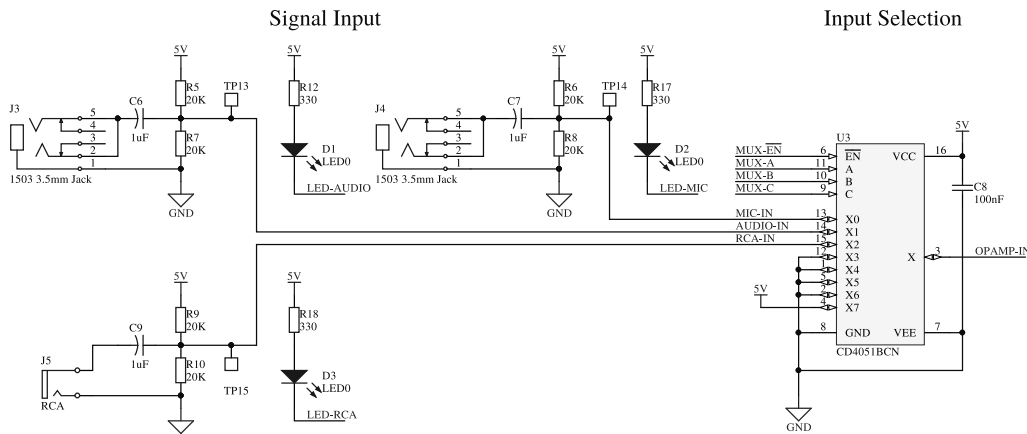 Signal Input
Input Selection
5V
5V
5V
5V
R5
20K
R12
330
TP13
R6
20K
R17
330
TP14
J3
C6
1uF
5
4
3
2
1
R7
20K
D1
LED0
J4
C7
1uF
5
4
3
2
1
R8
20K
D2
LED0
1503 3.5mm Jack
LED-AUDIO
GND
1503 3.5mm Jack
LED-MIC
GND
5V
U3
MUX-EN 6 EN VCC 16
MUX-A 11 A
MUX-B 10 B
MUX-C 9 C
C8
100nF
MIC-IN 13 X0
AUDIO-IN 14 X1
RCA-IN 15 X2
12 X3 X 3 OPAMP-IN
1 X4
5 X5
2 X6
5V 4 X7
8 GND VEE 7
CD4051BCN
GND
5V
5V
R9
20K
R18
330
C9
1uF
J5
R10
20K
TP15
D3
LED0
RCA
LED-RCA